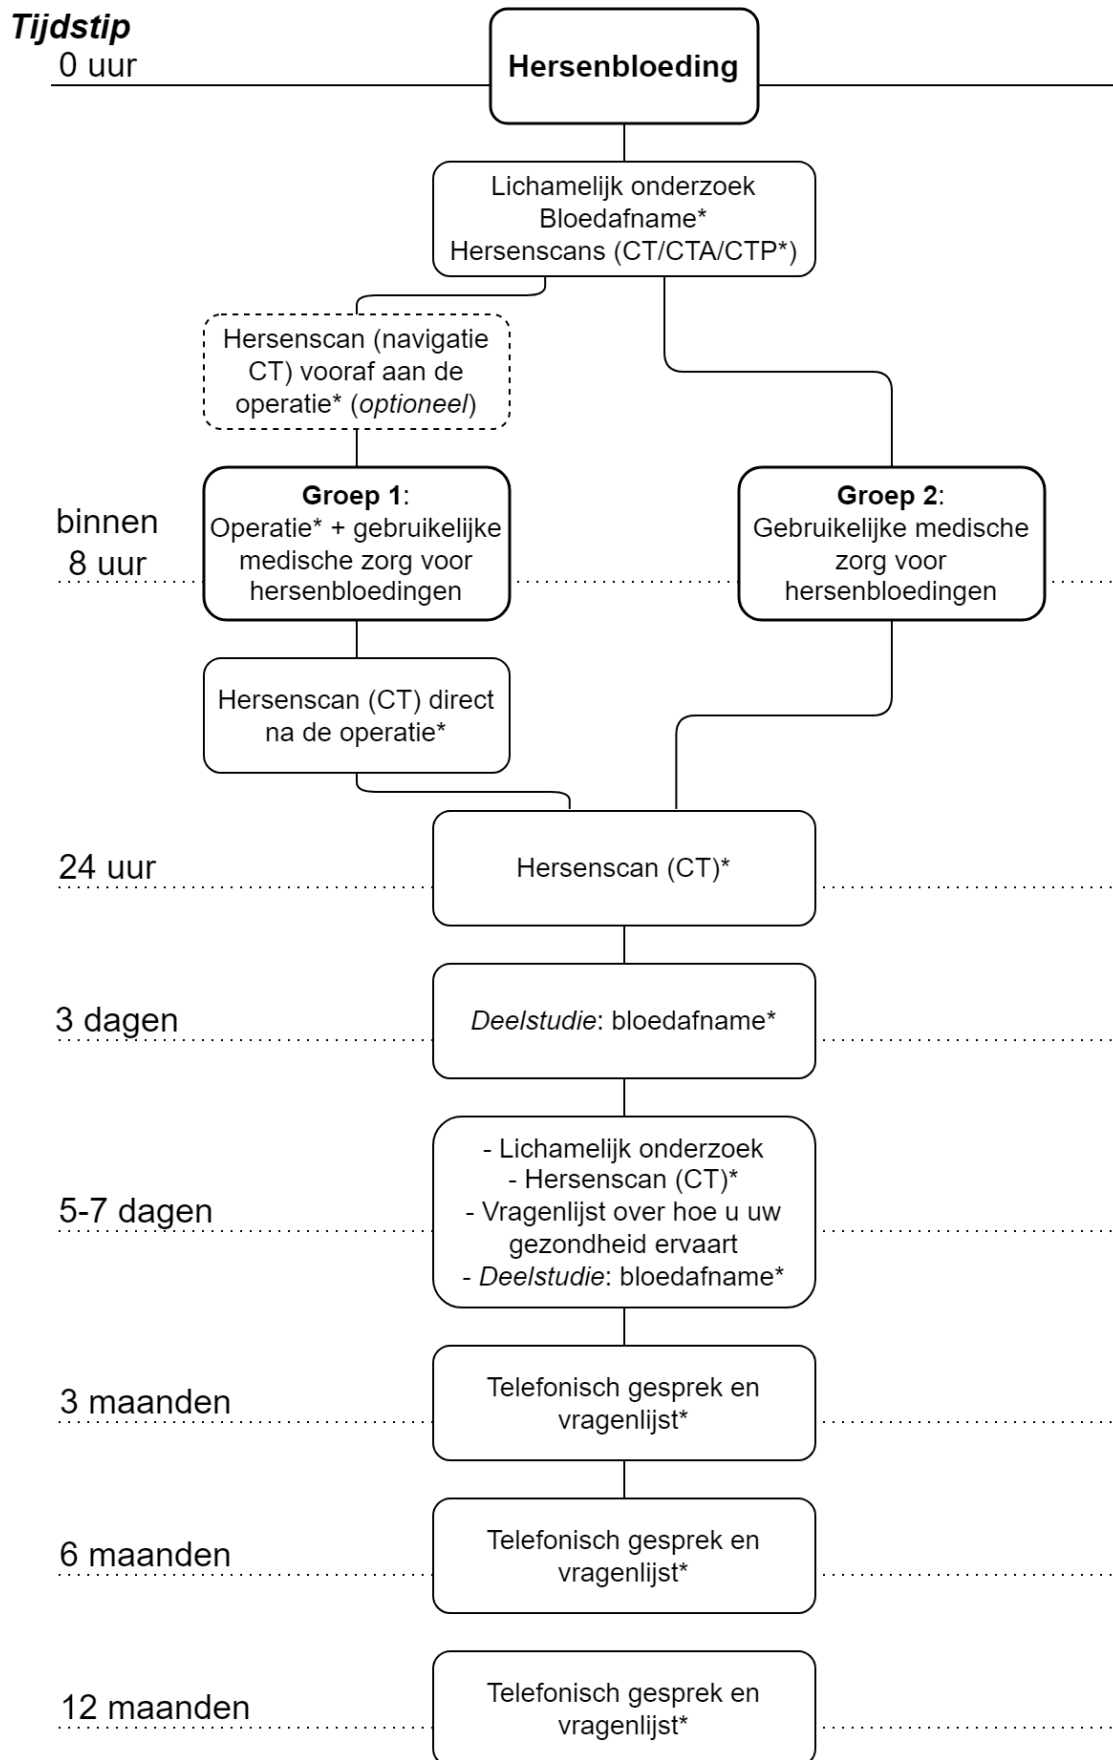 Tijdstip
0 uur
Hersenbloeding
Lichamelijk onderzoek
Bloedafname*
Hersenscans (CT/CTA/CTP*)
Hersenscan (navigatie
CT) vooraf aan de
operatie* (optioneel)
binnen
8 uur
Groep 1:
Operatie* + gebruikelijke
medische zorg voor
hersenbloedingen
Groep 2:
Gebruikelijke medische
zorg voor
hersenbloedingen
Hersenscan (CT) direct
na de operatie*
24 uur
Hersenscan (CT)*
3 dagen
Deelstudie: bloedafname*
5-7 dagen
- Lichamelijk onderzoek
- Hersenscan (CT)*
- Vragenlijst over hoe u uw
gezondheid ervaart
- Deelstudie: bloedafname*
3 maanden
Telefonisch gesprek en
vragenlijst*
6 maanden
Telefonisch gesprek en
vragenlijst*
12 maanden
Telefonisch gesprek en
vragenlijst*